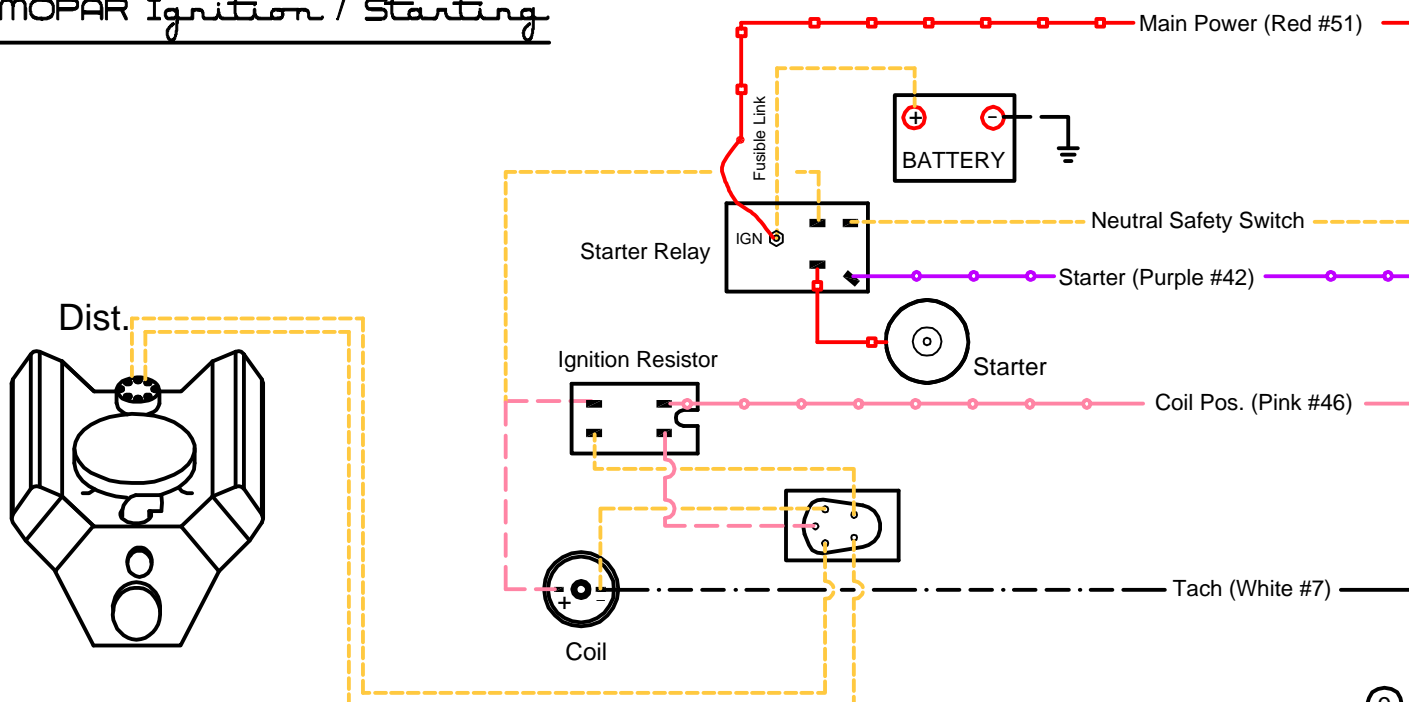 MOPAR Ignition / Starting
Main Power (Red #51)
Fusible Link
+ -
BATTERY
Neutral Safety Switch
IGN
Starter Relay
Starter (Purple #42)
Dist.
Ignition Resistor
Starter
Coil Pos. (Pink #46)
Tach (White #7)
+ -
Coil